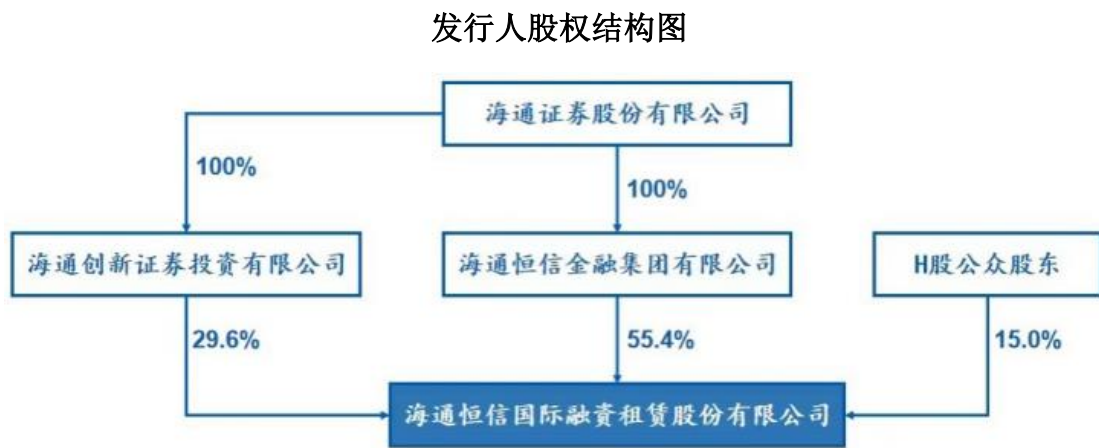 发行人股权结构图
海通证券股份有限公司
100%
100%
海通创新证券投资有限公司
海通恒信金融集团有限公司
H股公众股东
29.6%
55.4%
15.0%
海通恒信国际融资租赁股份有限公司